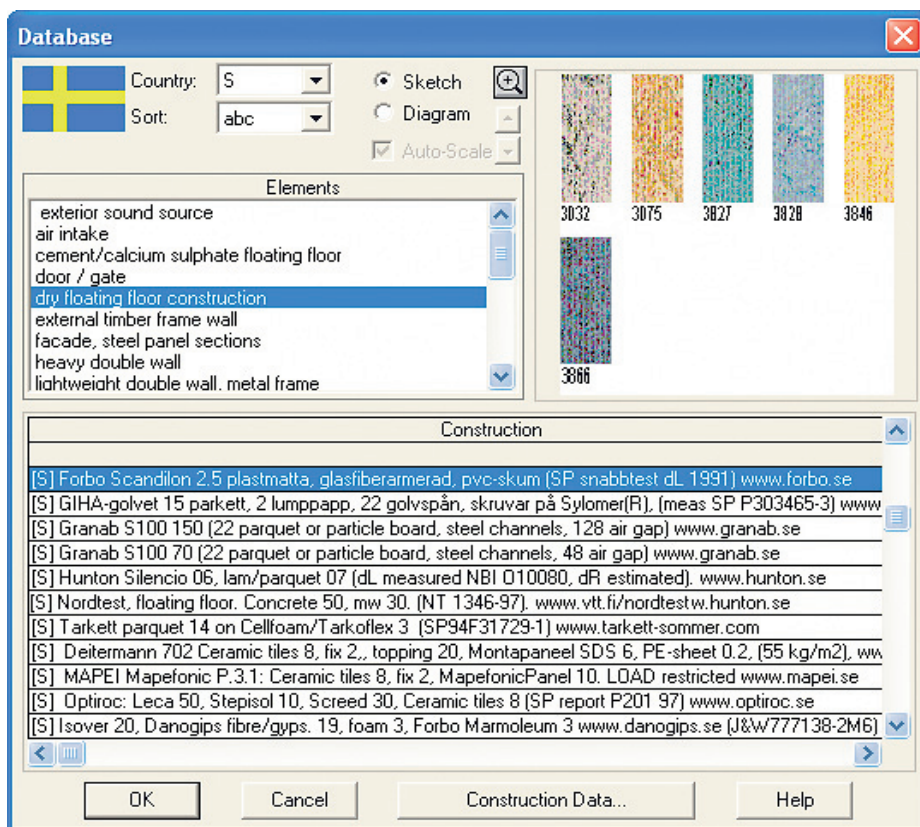 Database
Country: S
Sort: abc
Sketch
Diagram
Auto-Scale
3032 3075 3827 3828 3846
3866
Elements
exterior sound source
air intake
cement/calcium sulphate floating floor
door / gate
dry floating floor construction
external timber frame wall
facade, steel panel sections
heavy double wall
lightweight double wall, metal frame
Construction
[S] Forbo Scandilon 2.5 plastmatta, glasfiberarmerad, pvc-skum (SP snabbtest dL 1991) www.forbo.se
[S] GIHA-golvet 15 parkett, 2 lumppapp, 22 golvspån, skruvar på Sylomer(R), (meas SP P303465-3) www
[S] Granab S100 150 (22 parquet or particle board, steel channels, 128 air gap) www.granab.se
[S] Granab S100 70 (22 parquet or particle board, steel channels, 48 air gap) www.granab.se
[S] Hunton Silencio 06, lam/parquet 07 (dL measured NBI O10080, dR estimated). www.hunton.se
[S] Nordtest, floating floor. Concrete 50, mw 30. (NT 1346-97). www.vtt.fi/nordtestw.hunton.se
[S] Tarkett parquet 14 on Cellfoam/Tarkoflex 3 (SP94F31729-1) www.tarkett-sommer.com
[S] Deitermann 702 Ceramic tiles 8, fix 2,, topping 20, Montapaneel SDS 6, PE-sheet 0.2, (55 kg/m2), ww
[S] MAPEI Mapefonic P.3.1: Ceramic tiles 8, fix 2, MapefonicPanel 10. LOAD restricted www.mapei.se
[S] Optiroc: Leca 50, Stepisol 10, Screed 30, Ceramic tiles 8 (SP report P201 97) www.optiroc.se
[S] Isover 20, Danogips fibre/gyps. 19, foam 3, Forbo Marmoleum 3 www.danogips.se (J&W777138-2M6)
OK Cancel Construction Data... Help